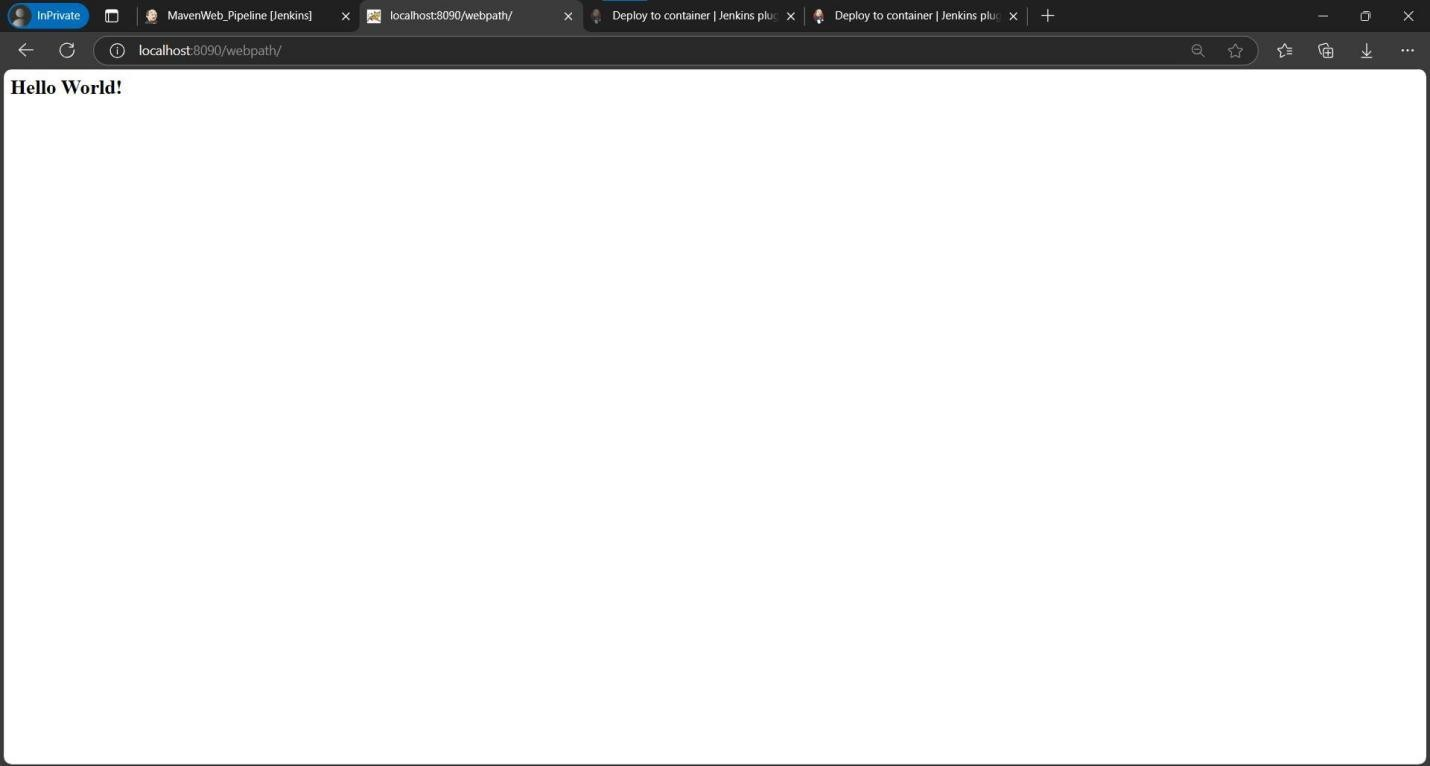 InPrivate
MavenWeb_Pipeline [Jenkins]
localhost:8090/webpath/
Deploy to container | Jenkins plug
Deploy to container | Jenkins plug
localhost:8090/webpath/
Hello World!